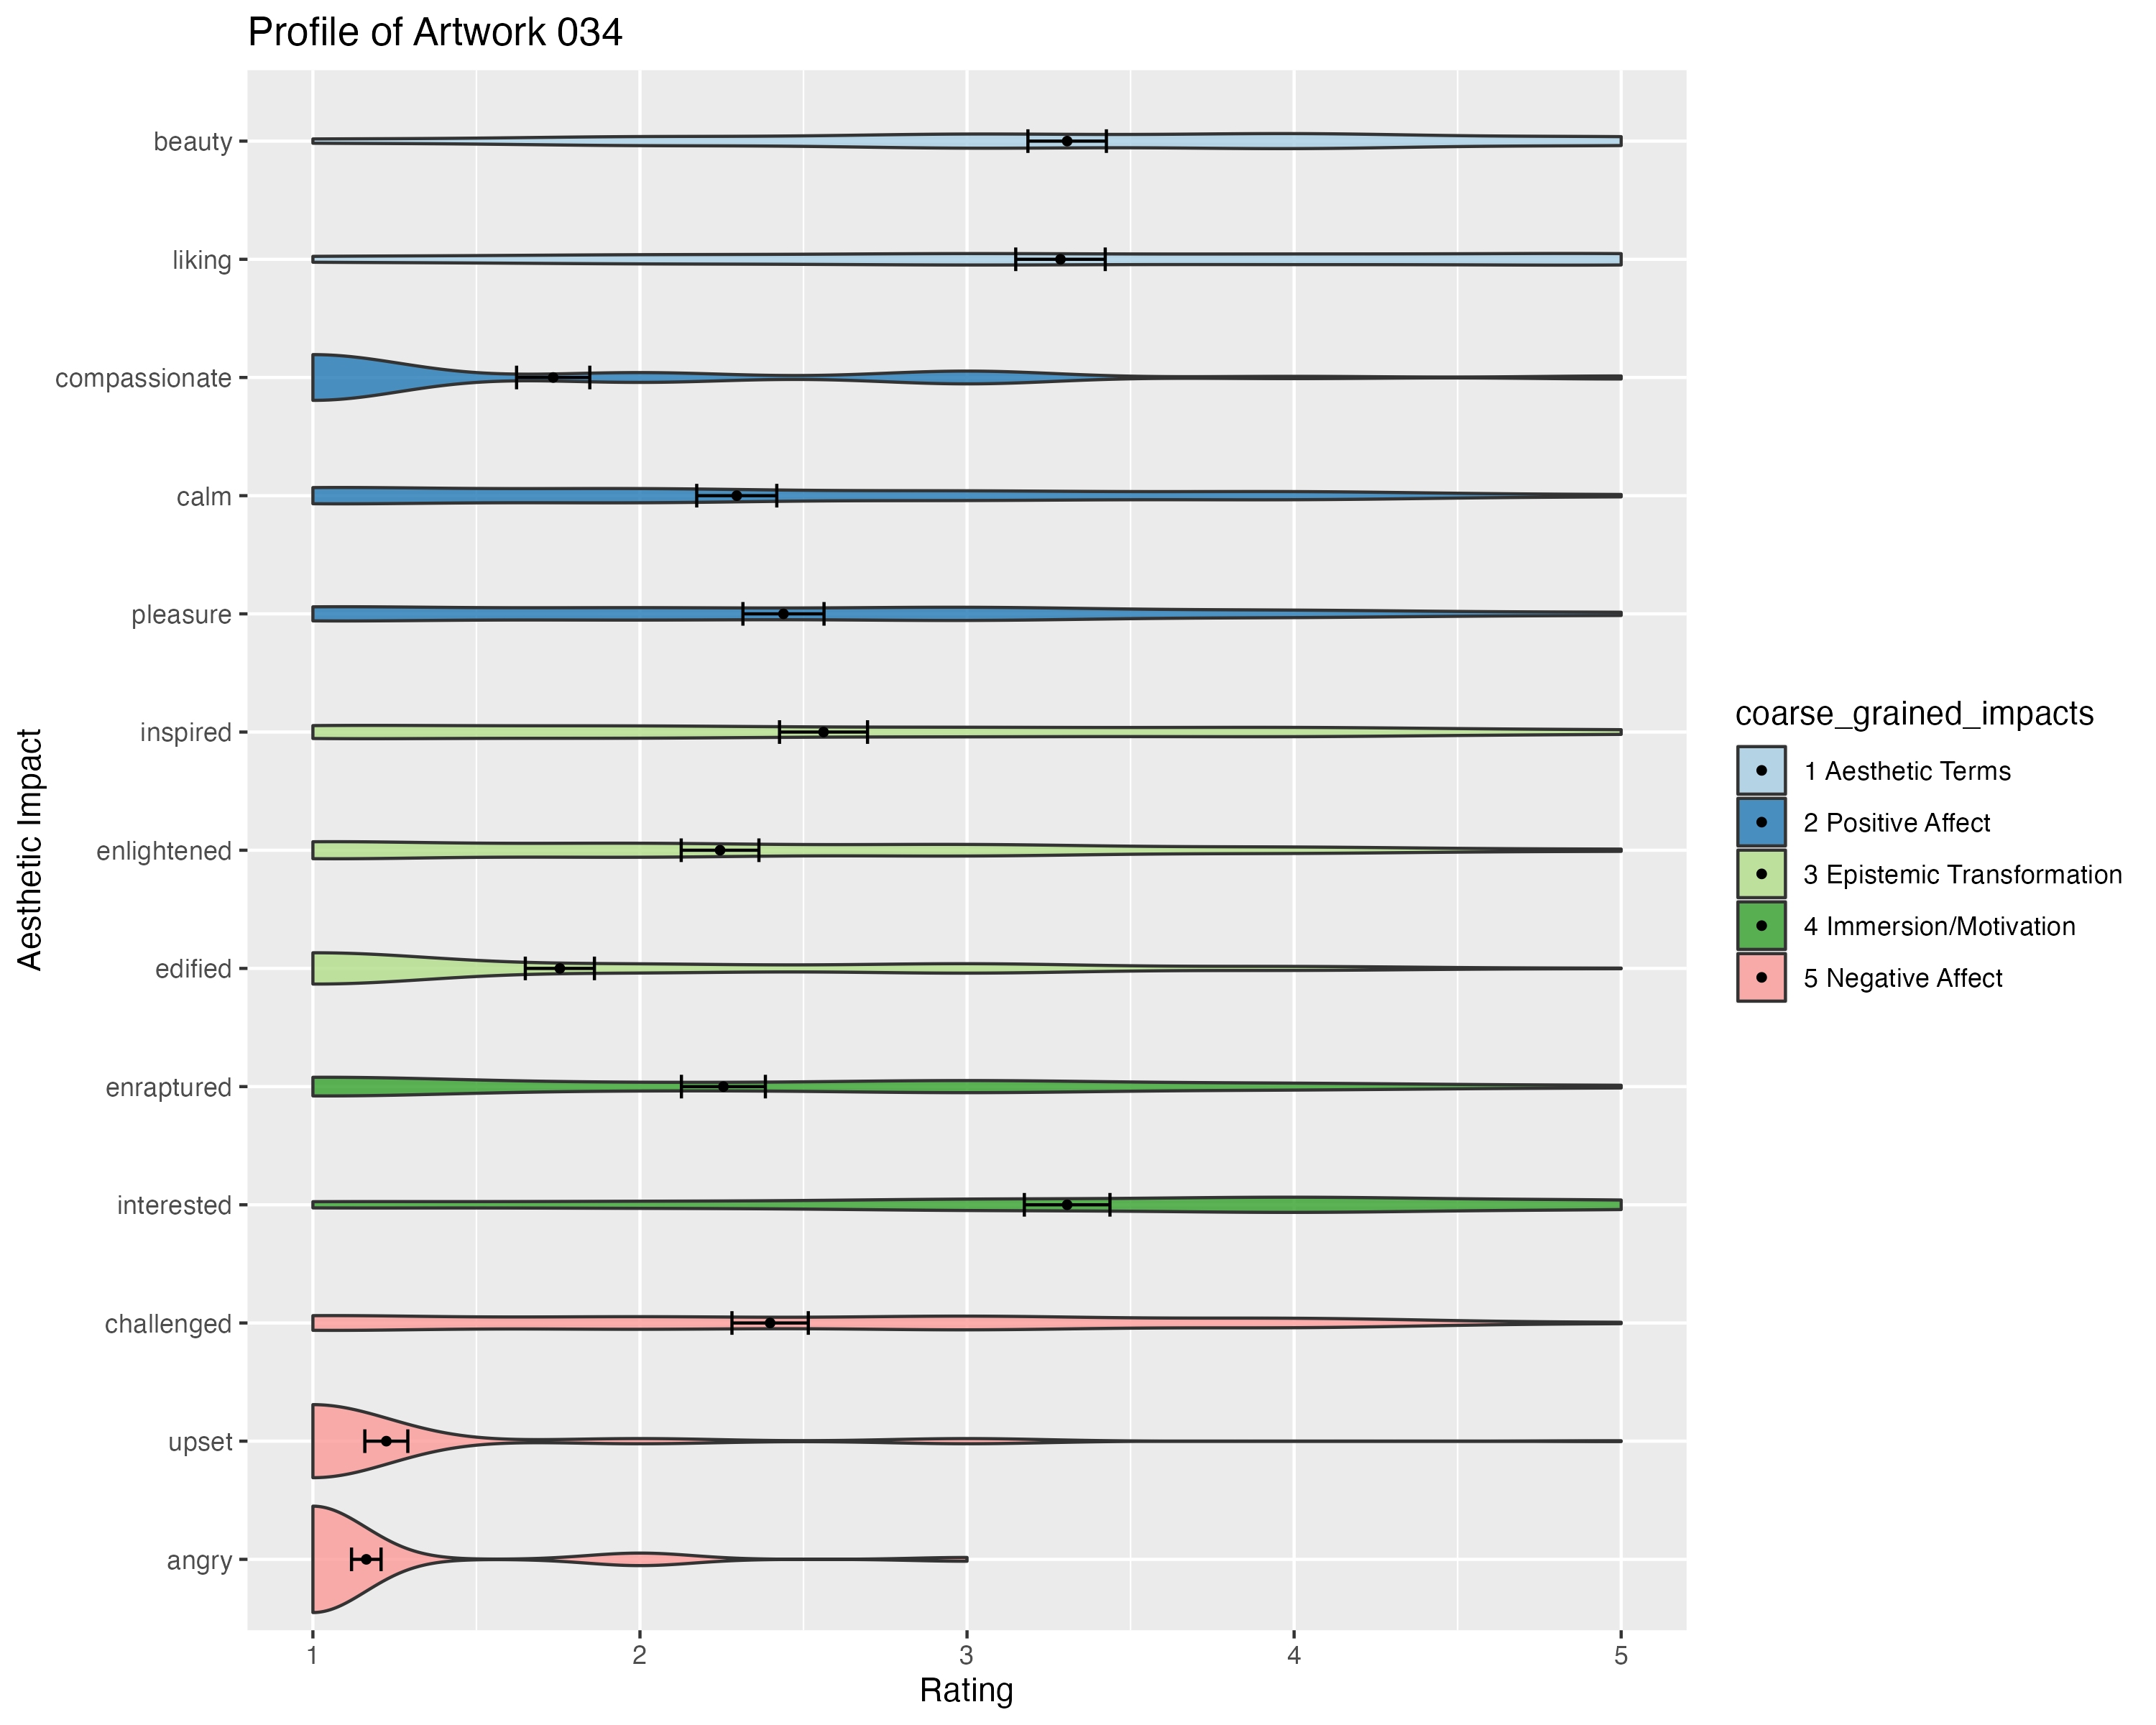 Profile of Artwork 034
beauty
liking
compassionate
calm
pleasure
inspired
enlightened
edified
enraptured
interested
challenged
upset
angry
Aesthetic Impact
1 2 3 4 5
Rating
coarse_grained_impacts
1 Aesthetic Terms
2 Positive Affect
3 Epistemic Transformation
4 Immersion/Motivation
5 Negative Affect